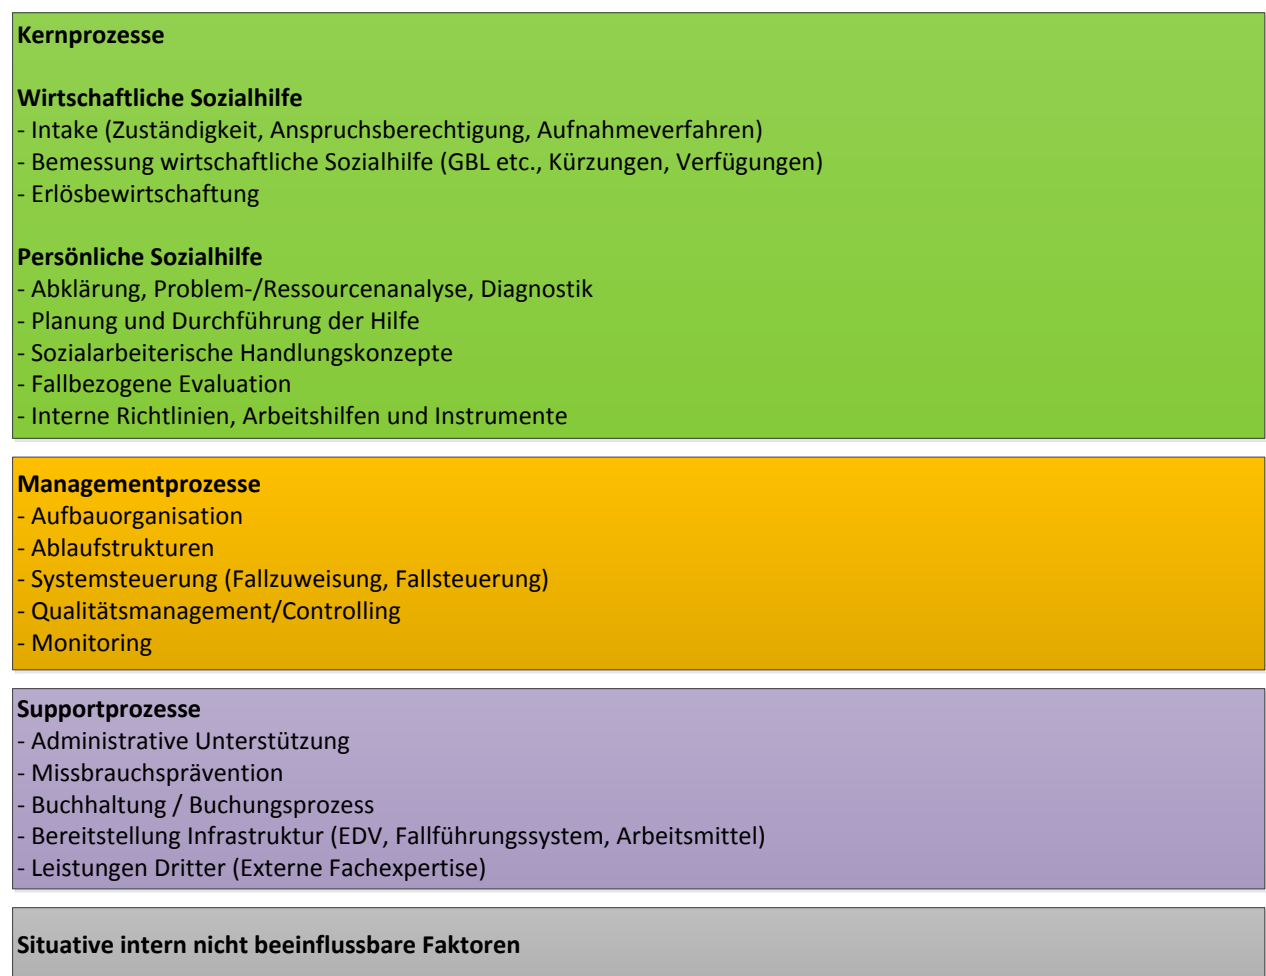 Kernprozesse
Wirtschaftliche Sozialhilfe
- Intake (Zuständigkeit, Anspruchsberechtigung, Aufnahmeverfahren)
- Bemessung wirtschaftliche Sozialhilfe (GBL etc., Kürzungen, Verfügungen)
- Erlösbewirtschaftung
Persönliche Sozialhilfe
- Abklärung, Problem-/Ressourcenanalyse, Diagnostik
- Planung und Durchführung der Hilfe
- Sozialarbeiterische Handlungskonzepte
- Fallbezogene Evaluation
- Interne Richtlinien, Arbeitshilfen und Instrumente
Managementprozesse
- Aufbauorganisation
- Ablaufstrukturen
- Systemsteuerung (Fallzuweisung, Fallsteuerung)
- Qualitätsmanagement/Controlling
- Monitoring
Supportprozesse
- Administrative Unterstützung
- Missbrauchsprävention
- Buchhaltung / Buchungsprozess
- Bereitstellung Infrastruktur (EDV, Fallführungssystem, Arbeitsmittel)
- Leistungen Dritter (Externe Fachexpertise)
Situative intern nicht beeinflussbare Faktoren